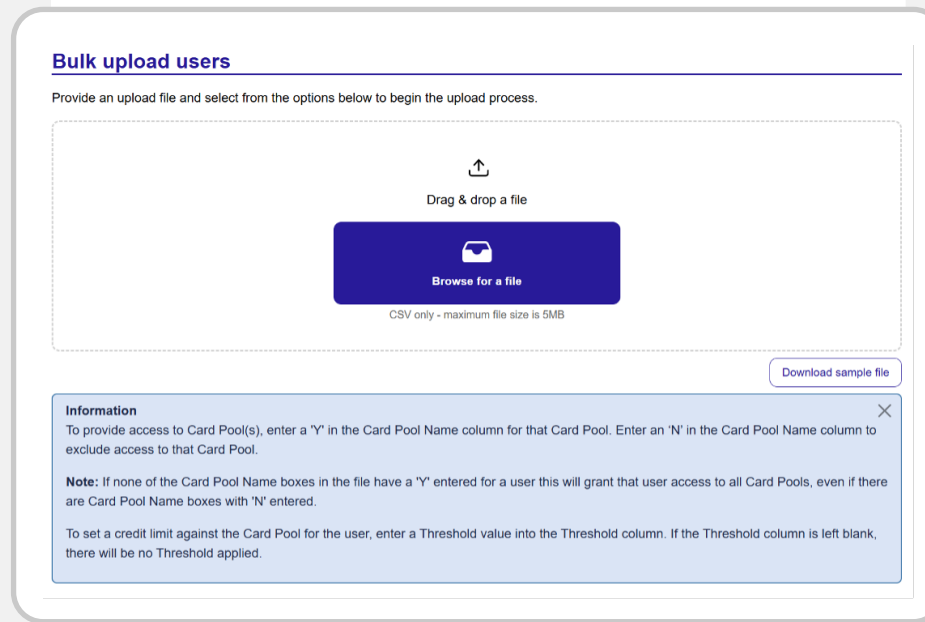 Bulk upload users
Provide an upload file and select from the options below to begin the upload process.
Drag & drop a file
Browse for a file
CSV only - maximum file size is 5MB
Download sample file
Information
To provide access to Card Pool(s), enter a 'Y' in the Card Pool Name column for that Card Pool. Enter an 'N' in the Card Pool Name column to
exclude access to that Card Pool.
Note: If none of the Card Pool Name boxes in the file have a 'Y' entered for a user this will grant that user access to all Card Pools, even if there
are Card Pool Name boxes with 'N' entered.
To set a credit limit against the Card Pool for the user, enter a Threshold value into the Threshold column. If the Threshold column is left blank,
there will be no Threshold applied.